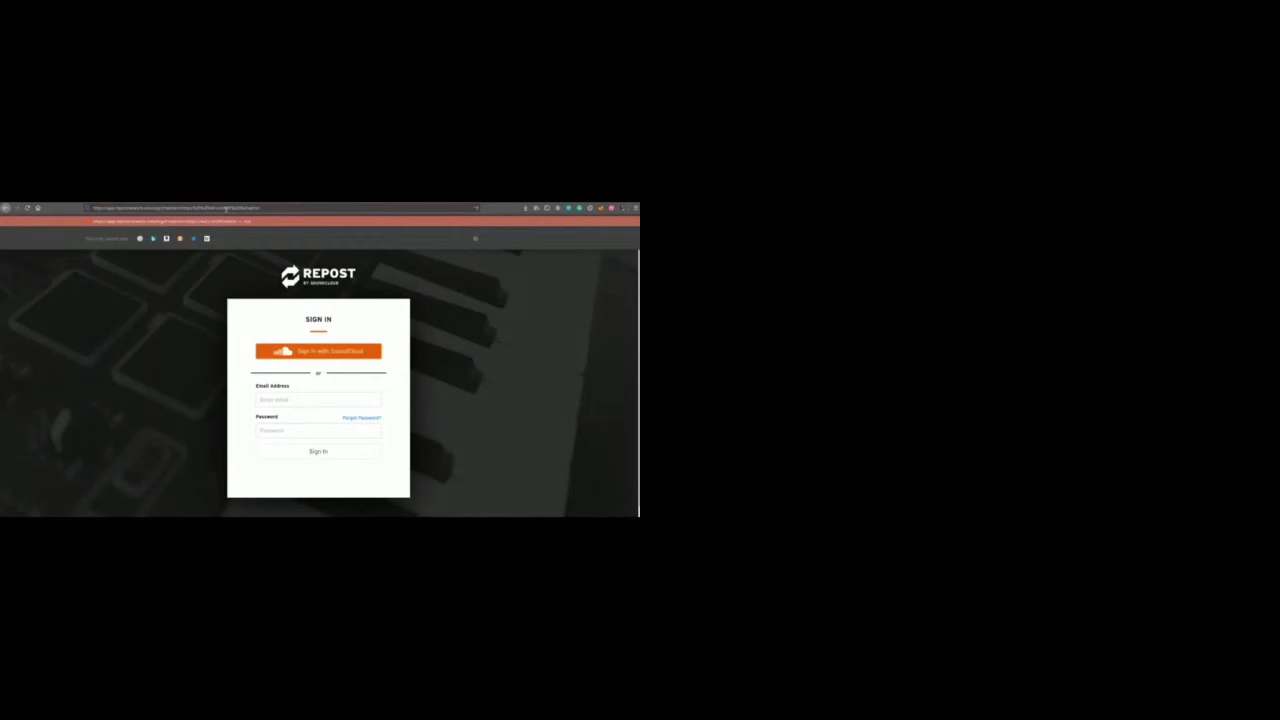 REPOST
BY SOUNDCLOUD
SIGN IN
Sign in with SoundCloud
or
Email Address
Enter email
Password
Forgot Password?
Password
Sign In